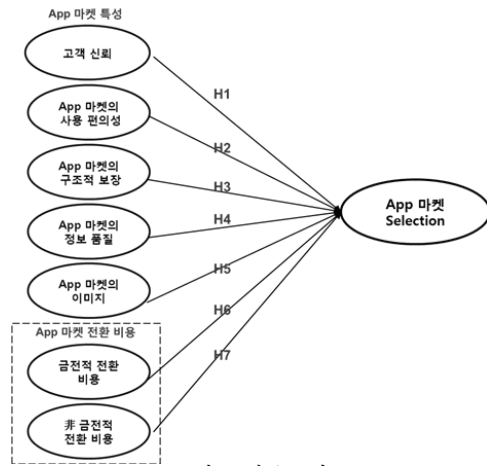 App 마켓 특성
고객 신뢰
H1
App 마켓의
사용 편의성
H2
App 마켓의
구조적 보장
H3
App 마켓
Selection
App 마켓의
정보 품질
H4
App 마켓의
이미지
H5
App 마켓 전환 비용
H6
금전적 전환
비용
H7
非 금전적
전환 비용